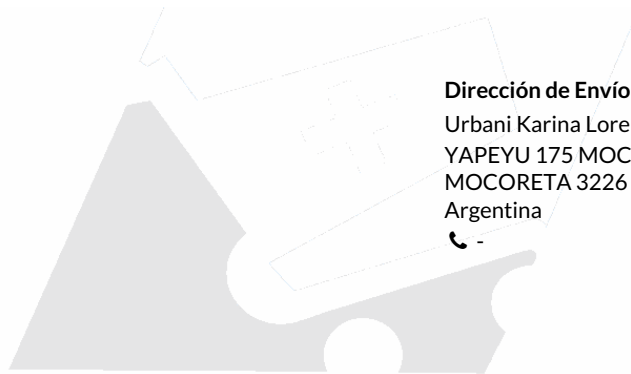 Dirección de Envío
Urbani Karina Lore
YAPEYU 175 MOC
MOCORETA 3226
Argentina
-